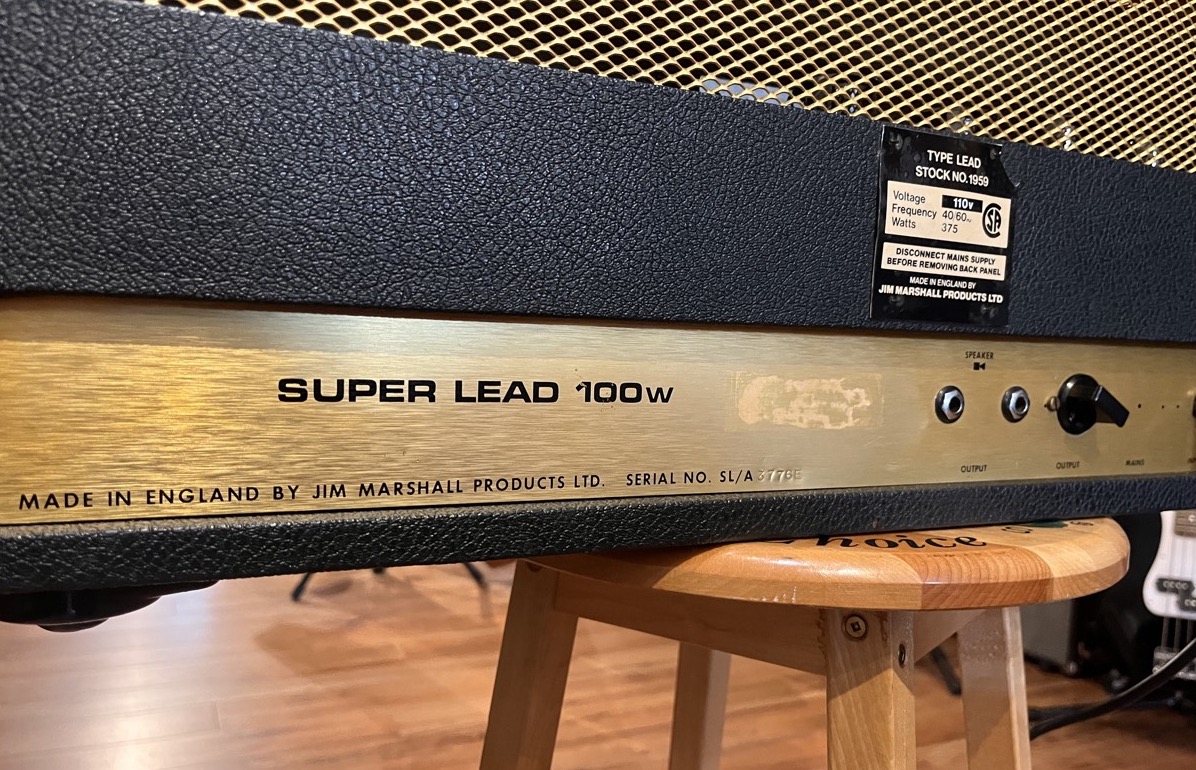 TYPE LEAD
STOCK NO. 1959
Voltage 110v
Frequency 40/60~
Watts 375
DISCONNECT MAINS SUPPLY
BEFORE REMOVING BACK PANEL
MADE IN ENGLAND BY
JIM MARSHALL PRODUCTS LTD
SPEAKER
SUPER LEAD 100W
OUTPUT
OUTPUT
MAINS
MADE IN ENGLAND BY JIM MARSHALL PRODUCTS LTD. SERIAL NO. SL/A 3776E
Choice